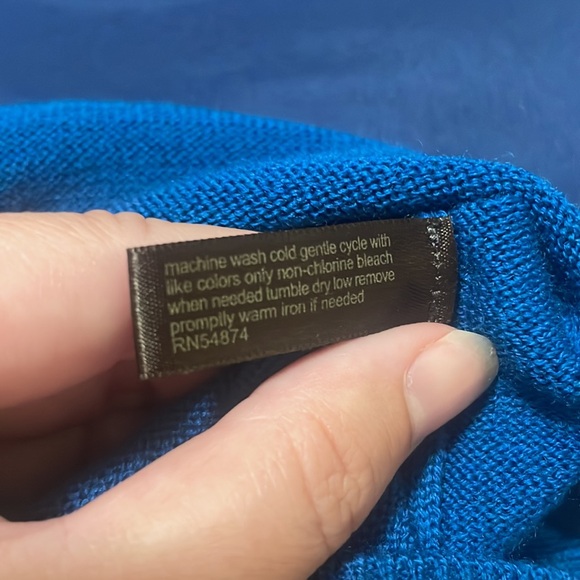 machine wash cold gentle cycle with
like colors only non-chlorine bleach
when needed tumble dry low remove
promptly warm iron if needed
RN54874